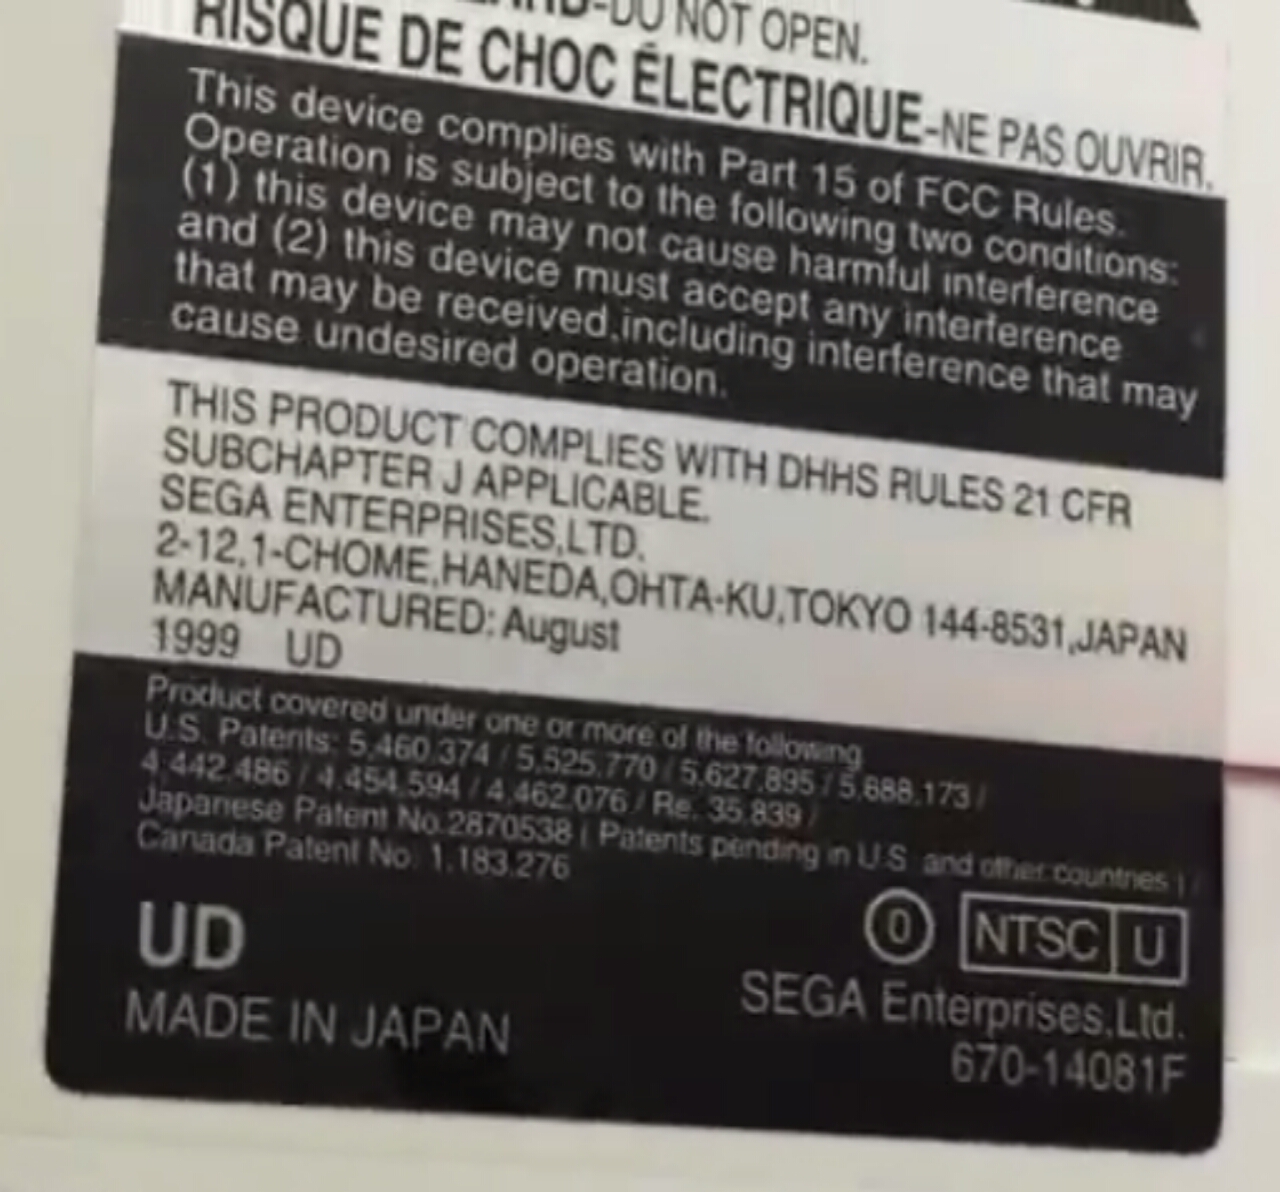 -DO NOT OPEN.
RISQUE DE CHOC ÉLECTRIQUE-NE PAS OUVRIR.
This device complies with Part 15 of FCC Rules.
Operation is subject to the following two conditions:
(1) this device may not cause harmful interference
and (2) this device must accept any interference
that may be received,including interference that may
cause undesired operation.
THIS PRODUCT COMPLIES WITH DHHS RULES 21 CFR
SUBCHAPTER J APPLICABLE.
SEGA ENTERPRISES,LTD.
2-12,1-CHOME,HANEDA,OHTA-KU,TOKYO 144-8531,JAPAN
MANUFACTURED: August
1999 UD
Product covered under one or more of the following
U.S. Patents: 5,460,374 / 5,525,770 / 5,627,895 / 5,688,173 /
4,442,486 / 4,454,594 / 4,462,076 / Re. 35,839 /
Japanese Patent No.2870538 ( Patents pending in U.S. and other countries ) /
Canada Patent No. 1,183,276
UD
0 NTSC U
MADE IN JAPAN
SEGA Enterprises,Ltd.
670-14081F